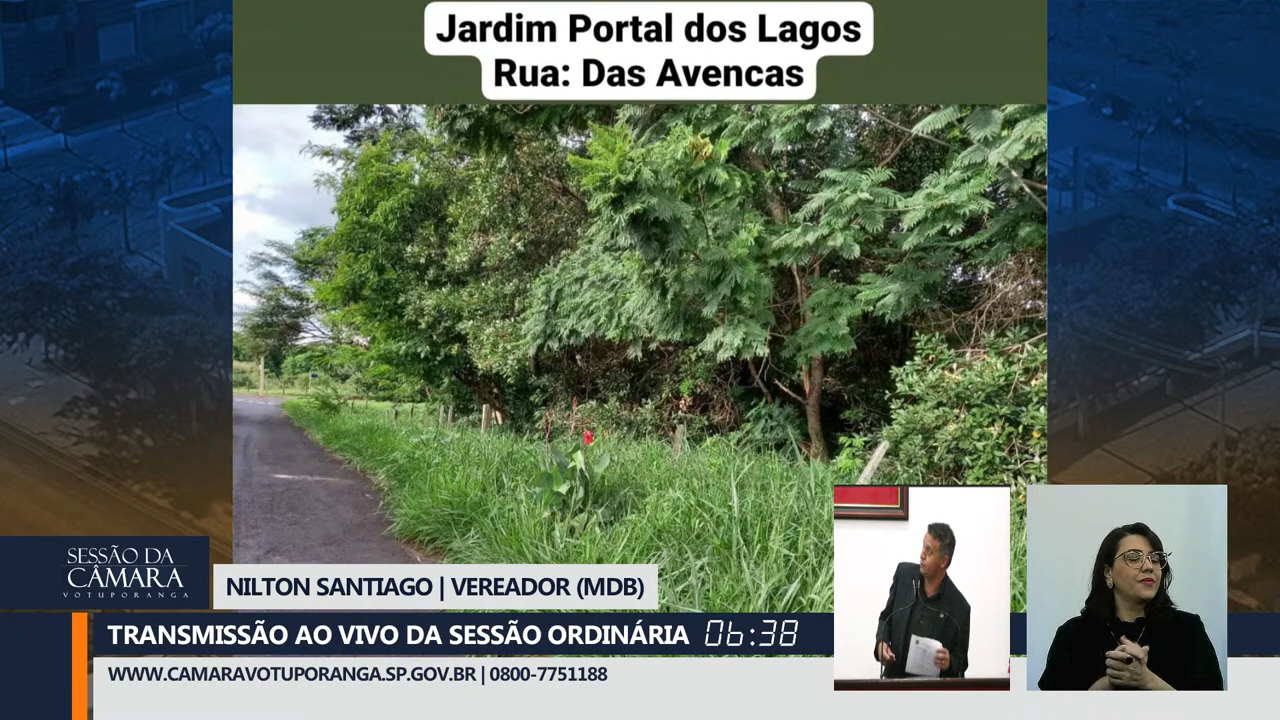 Jardim Portal dos Lagos
Rua: Das Avencas
SESSÃO DA
CÂMARA
VOTUPORANGA
NILTON SANTIAGO | VEREADOR (MDB)
TRANSMISSÃO AO VIVO DA SESSÃO ORDINÁRIA 06:38
WWW.CAMARAVOTUPORANGA.SP.GOV.BR | 0800-7751188